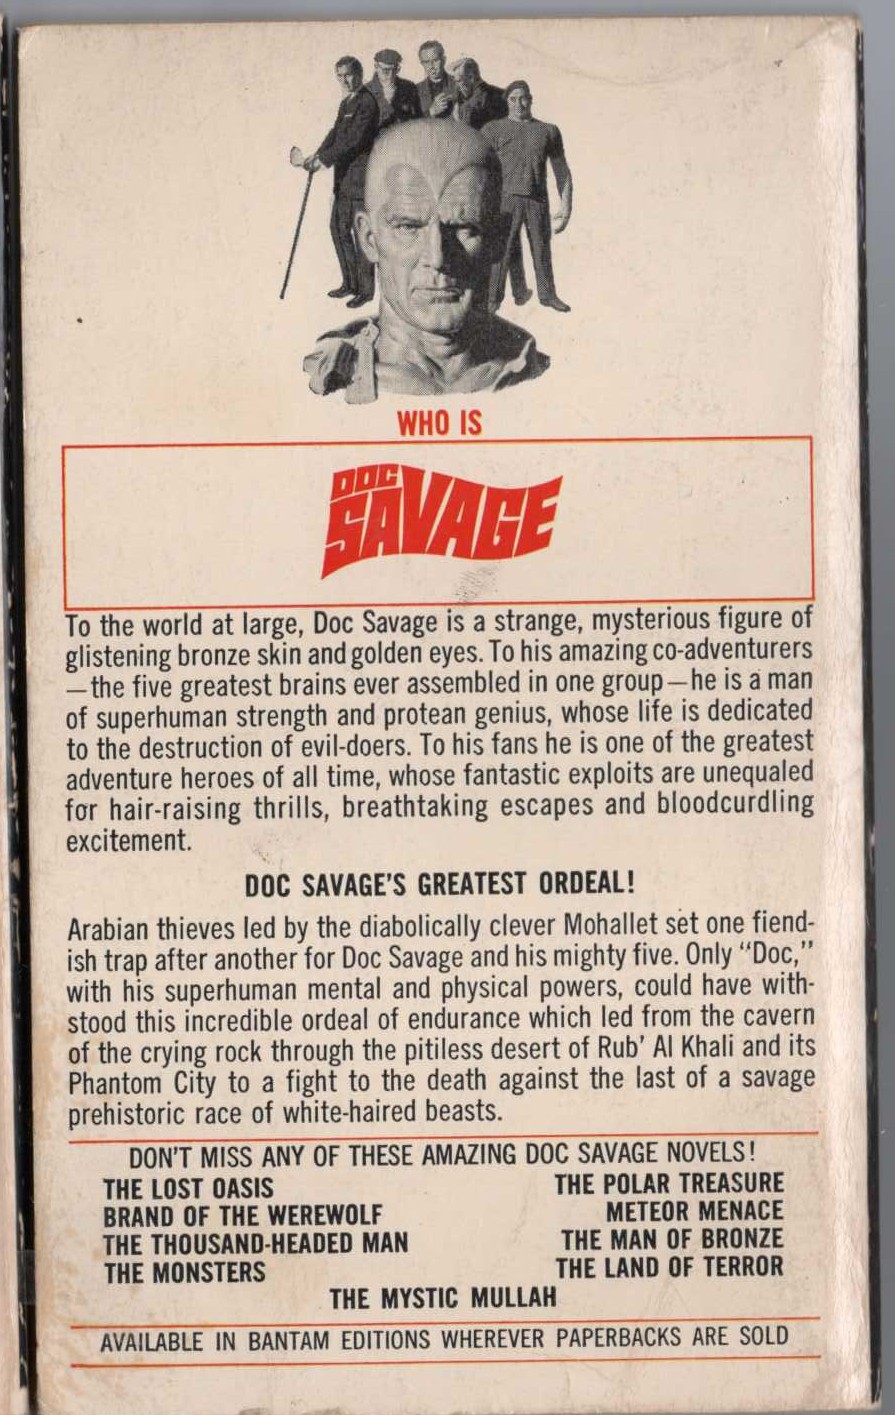 WHO IS
DOC
SAVAGE
To the world at large, Doc Savage is a strange, mysterious figure of
glistening bronze skin and golden eyes. To his amazing co-adventurers
—the five greatest brains ever assembled in one group—he is a man
of superhuman strength and protean genius, whose life is dedicated
to the destruction of evil-doers. To his fans he is one of the greatest
adventure heroes of all time, whose fantastic exploits are unequaled
for hair-raising thrills, breathtaking escapes and bloodcurdling
excitement.
DOC SAVAGE'S GREATEST ORDEAL!
Arabian thieves led by the diabolically clever Mohallet set one fiend-
ish trap after another for Doc Savage and his mighty five. Only “Doc,”
with his superhuman mental and physical powers, could have with-
stood this incredible ordeal of endurance which led from the cavern
of the crying rock through the pitiless desert of Rub' Al Khali and its
Phantom City to a fight to the death against the last of a savage
prehistoric race of white-haired beasts.
DON'T MISS ANY OF THESE AMAZING DOC SAVAGE NOVELS!
THE LOST OASIS THE POLAR TREASURE
BRAND OF THE WEREWOLF METEOR MENACE
THE THOUSAND-HEADED MAN THE MAN OF BRONZE
THE MONSTERS THE LAND OF TERROR
THE MYSTIC MULLAH
AVAILABLE IN BANTAM EDITIONS WHEREVER PAPERBACKS ARE SOLD